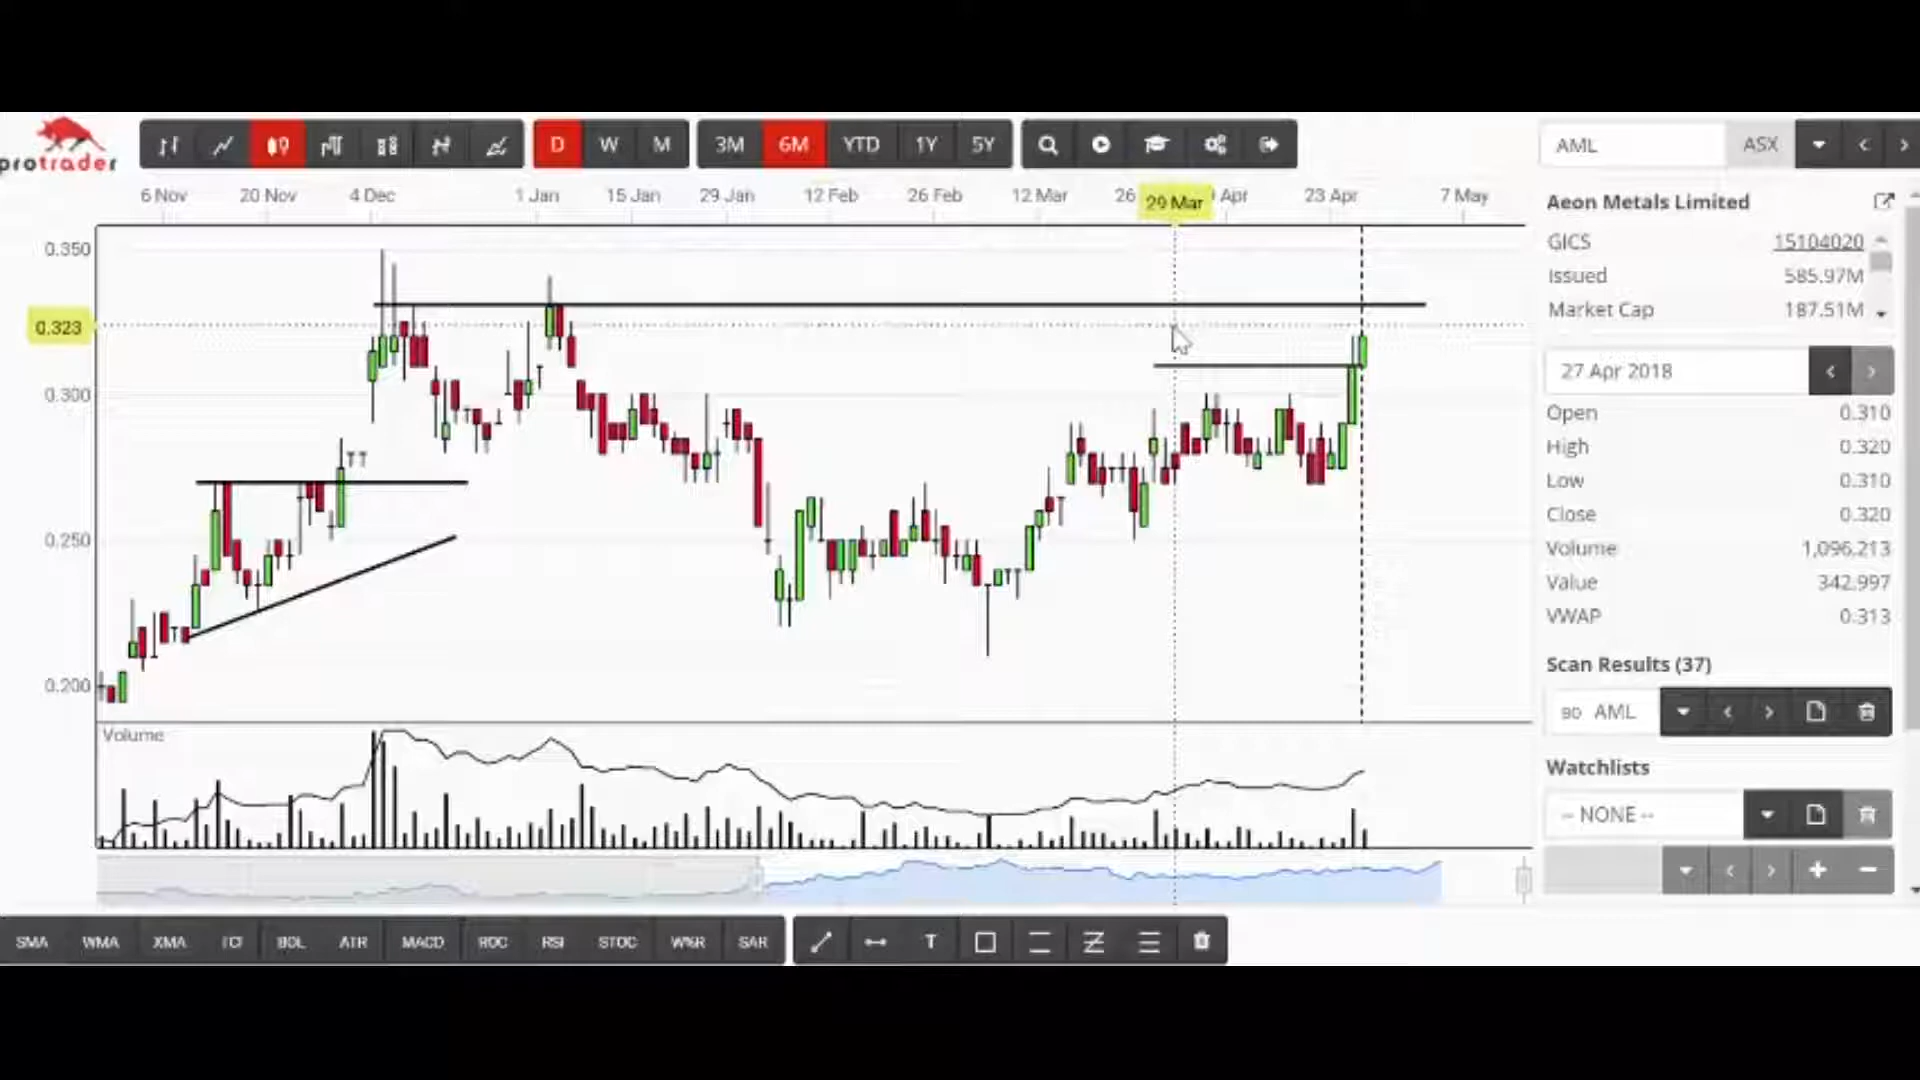 protrader
D W M 3M 6M YTD 1Y 5Y
AML ASX
6 Nov 20 Nov 4 Dec 1 Jan 15 Jan 29 Jan 12 Feb 26 Feb 12 Mar 26 29 Mar Apr 23 Apr 7 May
0.350
0.323
0.300
0.250
0.200
Volume
Aeon Metals Limited
GICS 15104020
Issued 585.97M
Market Cap 187.51M
27 Apr 2018
Open 0.310
High 0.320
Low 0.310
Close 0.320
Volume 1,096,213
Value 342,997
VWAP 0.313
Scan Results (37)
BO AML
Watchlists
-- NONE --
SMA WMA XMA BOL ATR MACD ROC RSI STOC W%R SAR T